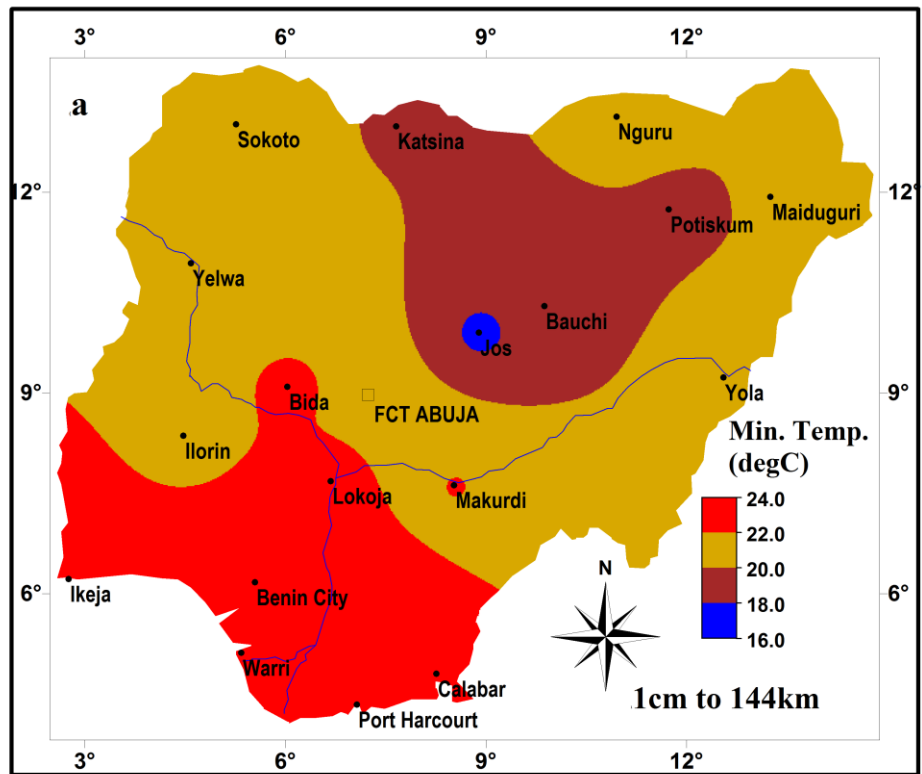 3° 6° 9° 12°
a
Sokoto
Katsina
Nguru
12° 12°
Potiskum
Maiduguri
Yelwa
Bauchi
Jos
9° 9°
Bida
Yola
FCT ABUJA
Ilorin
Min. Temp.
(degC)
Lokoja
Makurdi
24.0
22.0
20.0
18.0
16.0
6° 6°
Ikeja
Benin City
N
Warri
Calabar
Port Harcourt
1cm to 144km
3° 6° 9° 12°